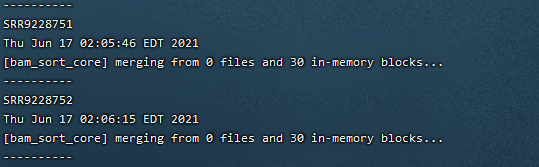 ----------
SRR9228751
Thu Jun 17 02:05:46 EDT 2021
[bam_sort_core] merging from 0 files and 30 in-memory blocks...
----------
SRR9228752
Thu Jun 17 02:06:15 EDT 2021
[bam_sort_core] merging from 0 files and 30 in-memory blocks...
----------